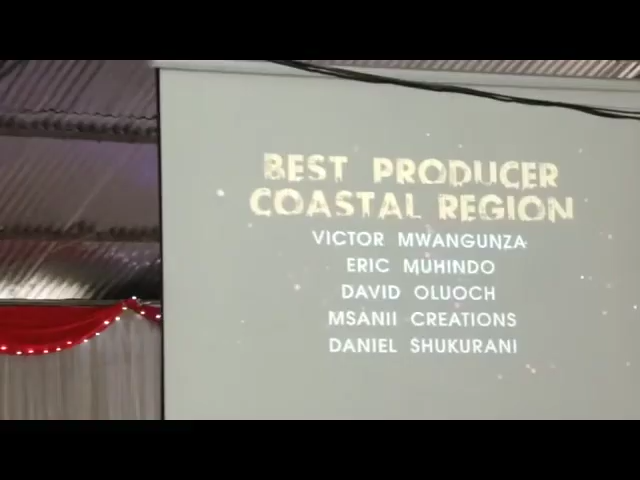 BEST PRODUCER
COASTAL REGION
VICTOR MWANGUNZA
ERIC MUHINDO
DAVID OLUOCH
MSANII CREATIONS
DANIEL SHUKURANI